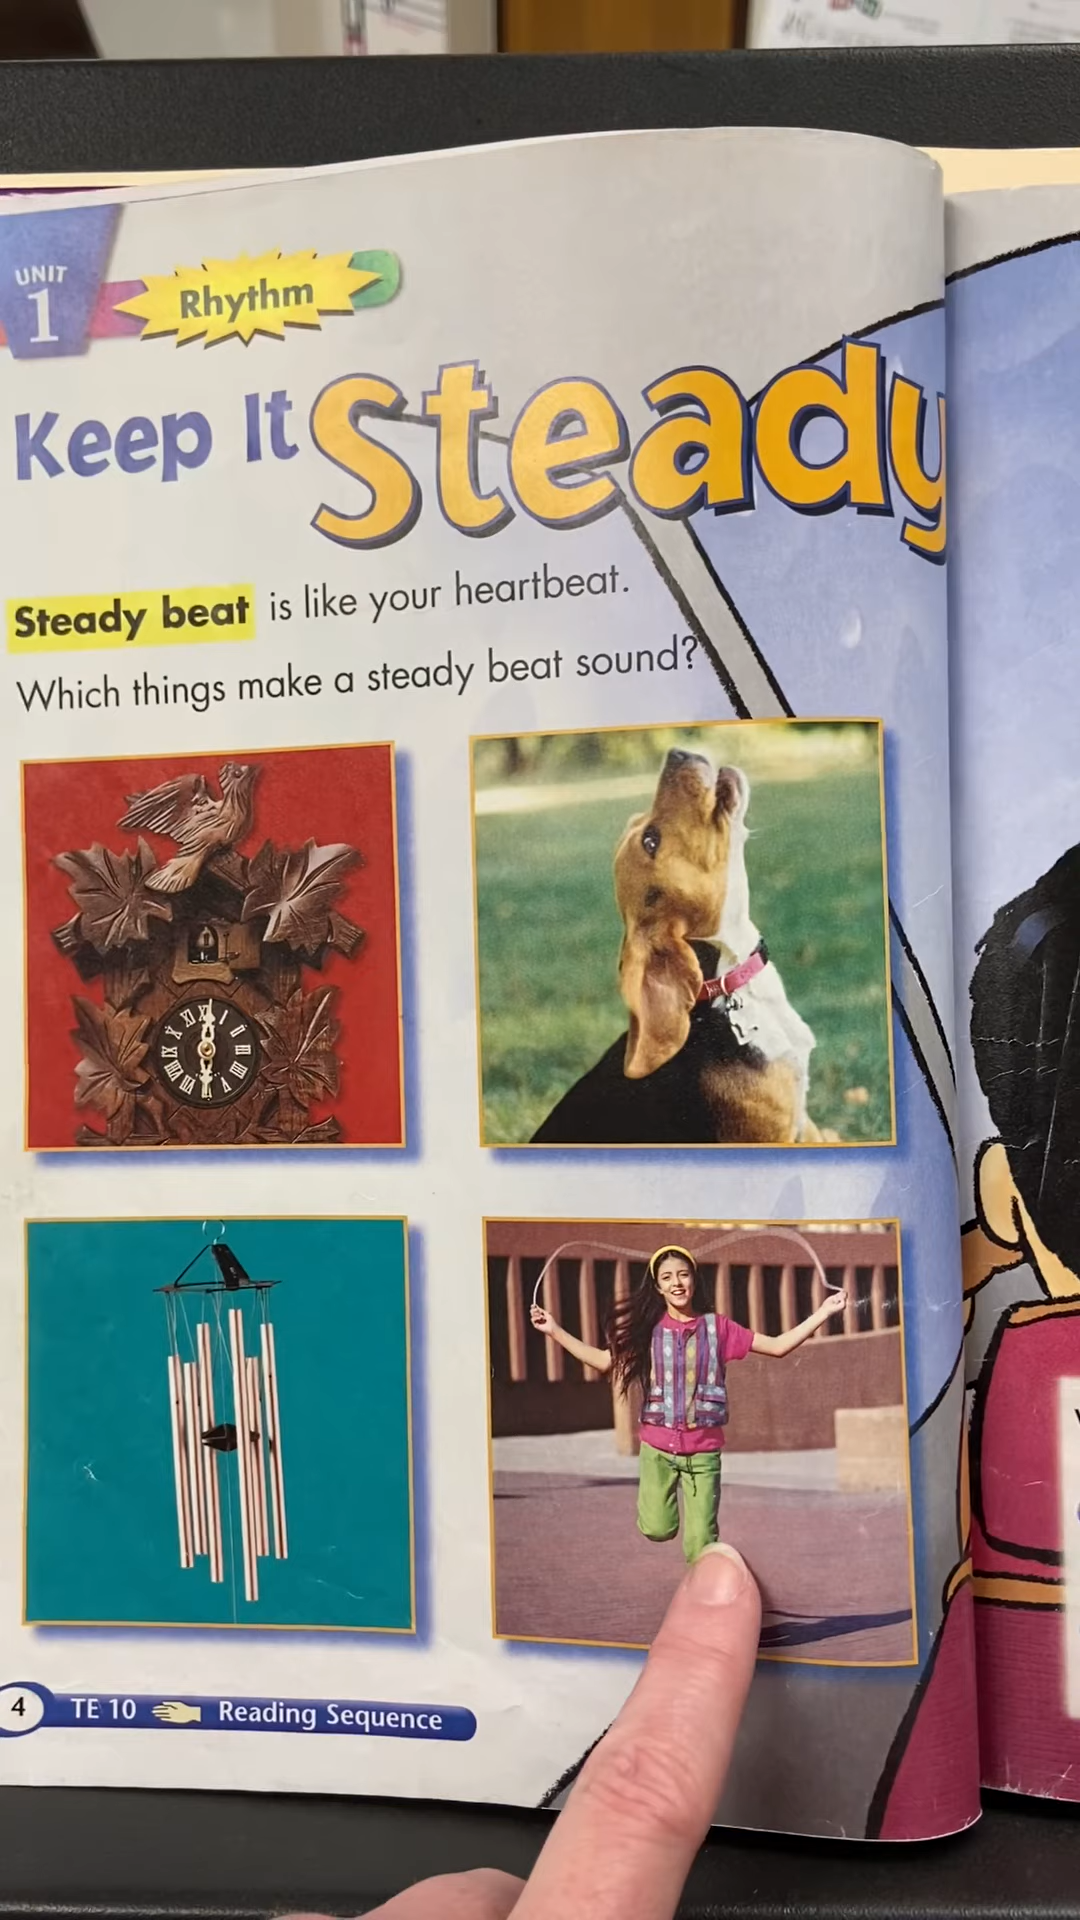 UNIT
1
Rhythm
Keep It Steady
Steady beat is like your heartbeat.
Which things make a steady beat sound?
4 TE 10 Reading Sequence